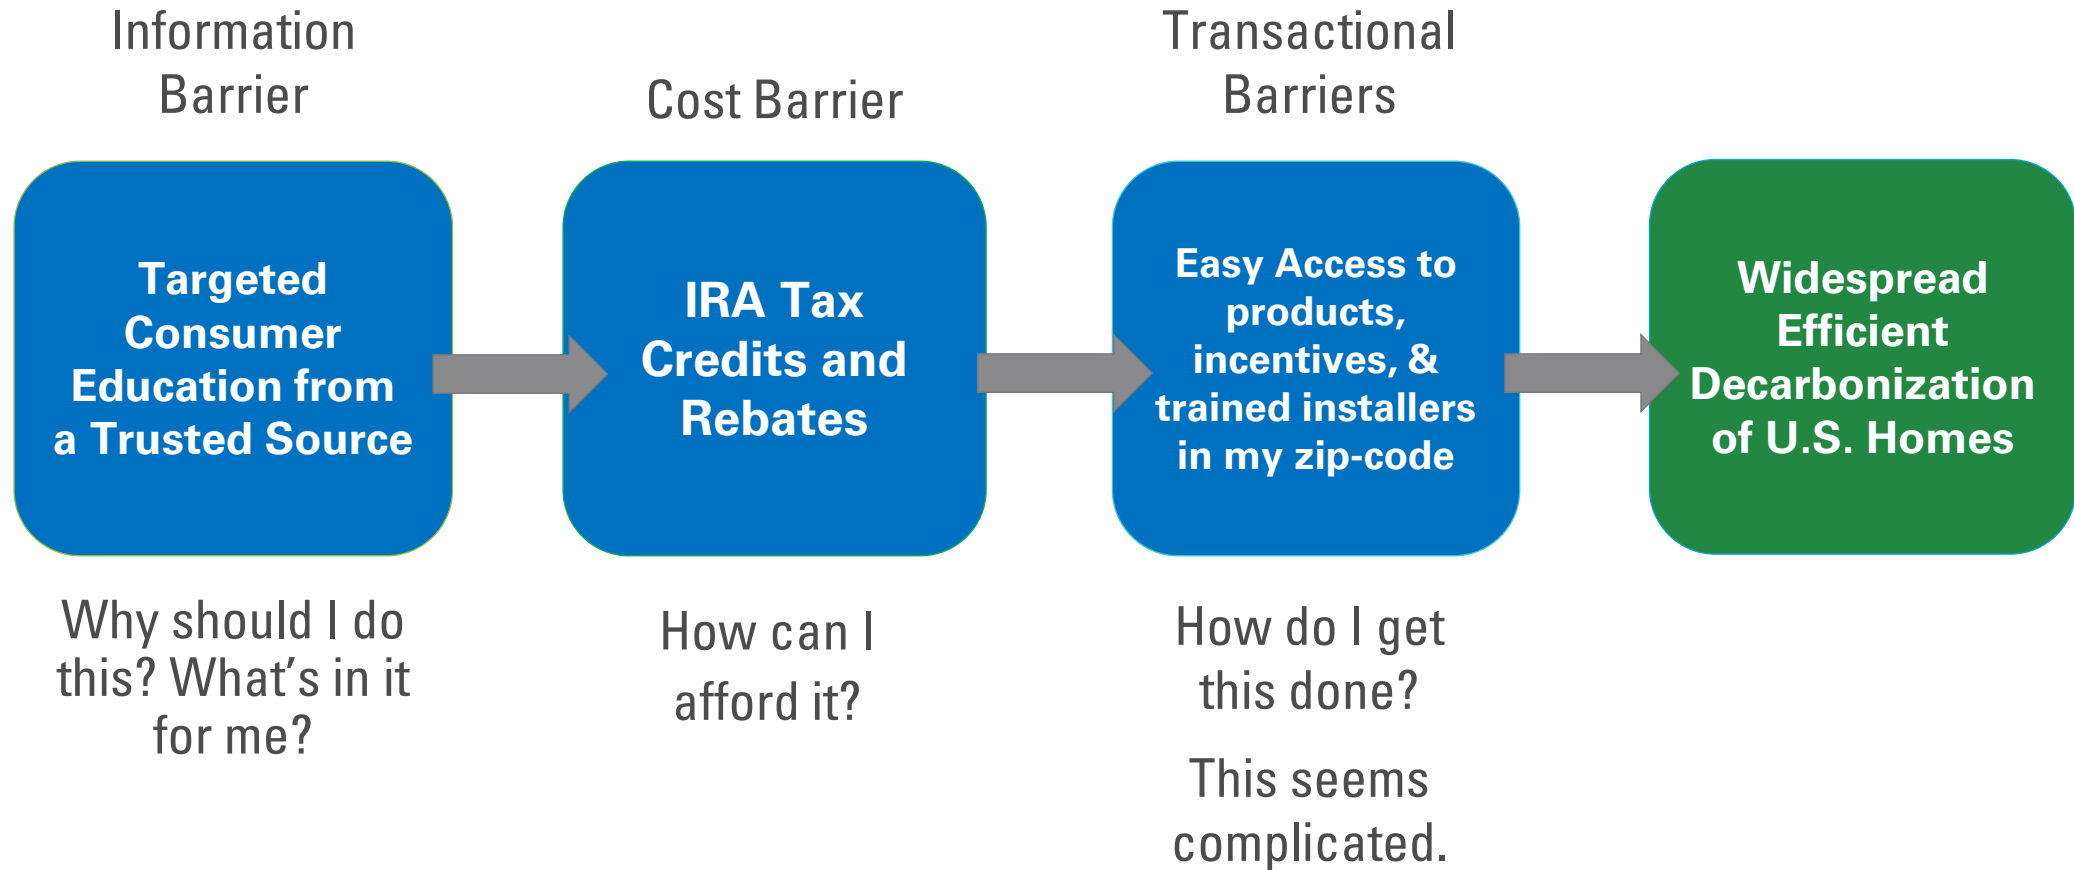 Information
Barrier
Cost Barrier
Transactional
Barriers
Targeted
Consumer
Education from
a Trusted Source
IRA Tax
Credits and
Rebates
Easy Access to
products,
incentives, &
trained installers
in my zip-code
Widespread
Efficient
Decarbonization
of U.S. Homes
Why should I do
this? What’s in it
for me?
How can I
afford it?
How do I get
this done?
This seems
complicated.